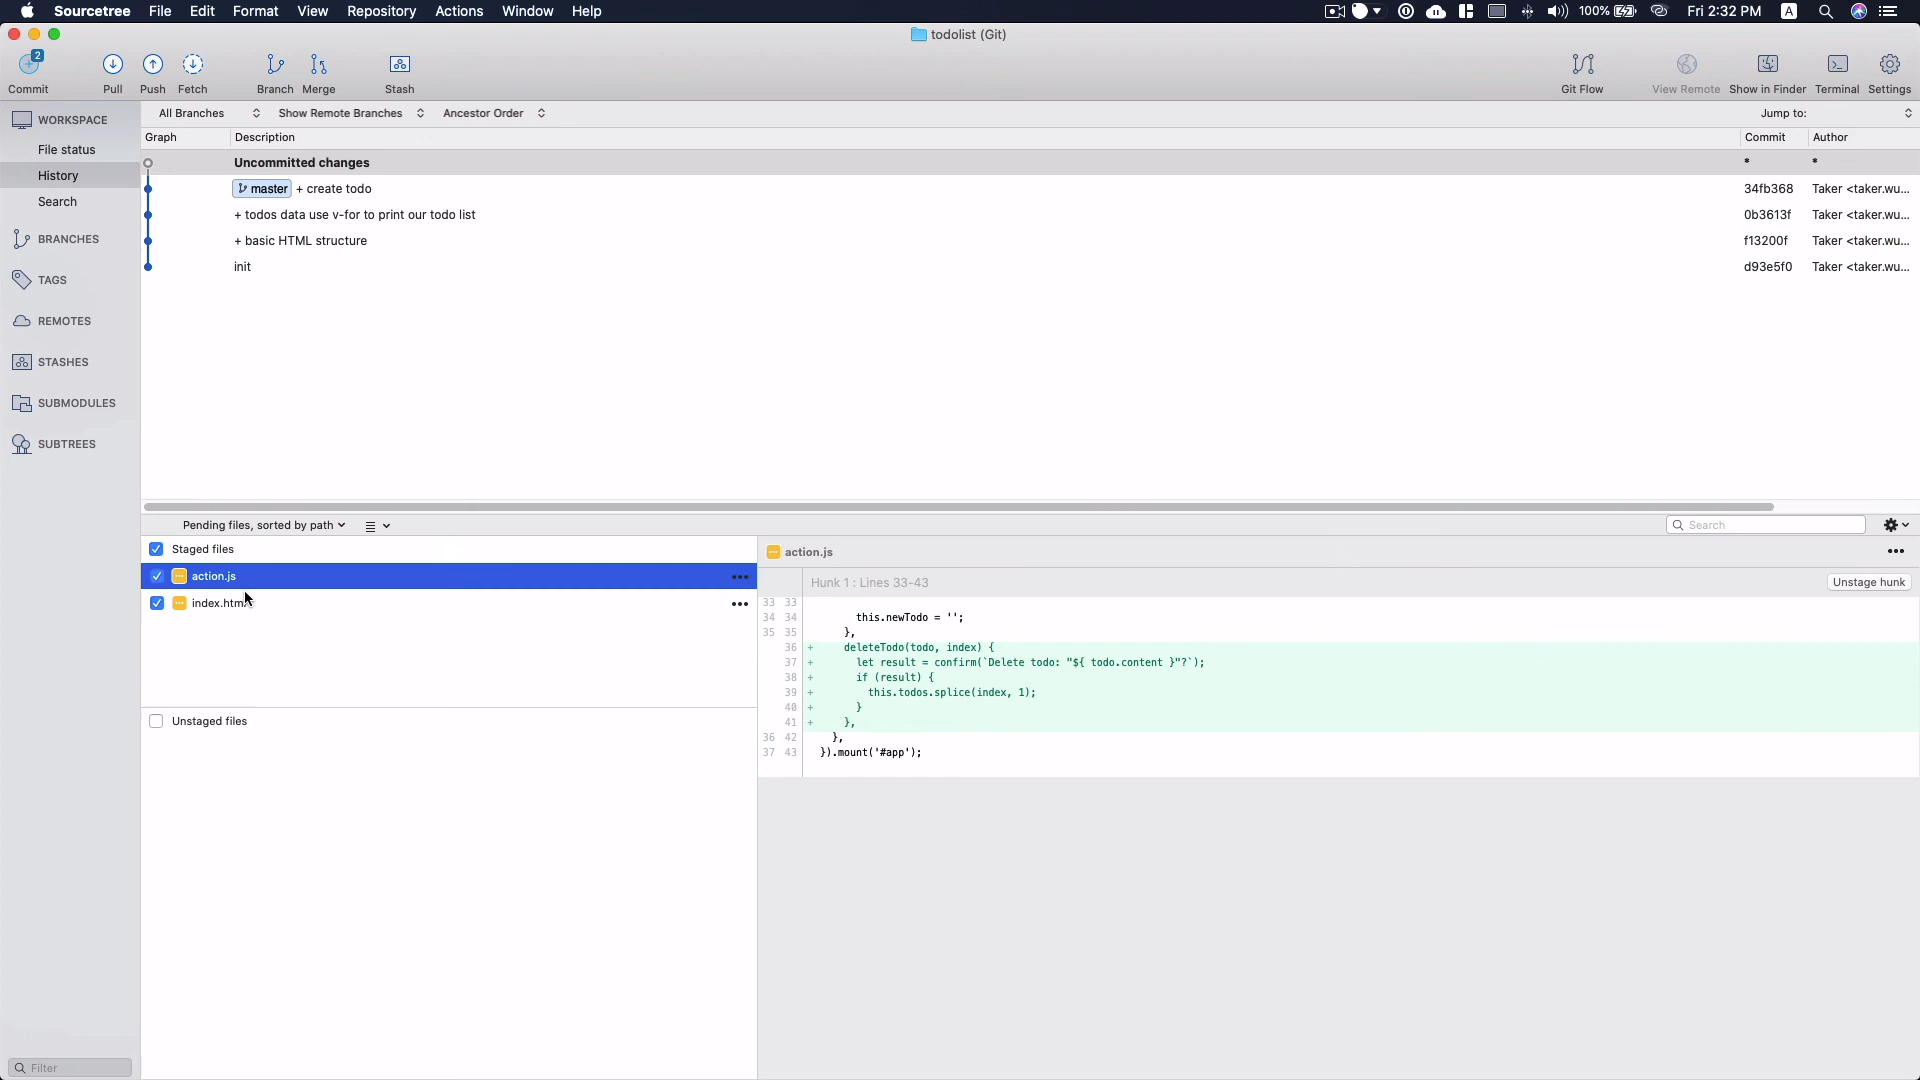 Sourcetree File Edit Format View Repository Actions Window Help 100% Fri 2:32 PM A
todolist (Git)
2
Commit Pull Push Fetch Branch Merge Stash Git Flow View Remote Show in Finder Terminal Settings
WORKSPACE
File status
History
Search
BRANCHES
TAGS
REMOTES
STASHES
SUBMODULES
SUBTREES
Filter
All Branches Show Remote Branches Ancestor Order Jump to:
Graph Description Commit Author
Uncommitted changes * *
master + create todo 34fb368 Taker <taker.wu...
+ todos data use v-for to print our todo list 0b3613f Taker <taker.wu...
+ basic HTML structure f13200f Taker <taker.wu...
init d93e5f0 Taker <taker.wu...
Pending files, sorted by path Search
Staged files
action.js
index.htm
Unstaged files
action.js
Hunk 1 : Lines 33-43 Unstage hunk
33 33
34 34 this.newTodo = '';
35 35 },
36 + deleteTodo(todo, index) {
37 + let result = confirm(`Delete todo: "${ todo.content }"?`);
38 + if (result) {
39 + this.todos.splice(index, 1);
40 + }
41 + },
36 42 },
37 43 }).mount('#app');